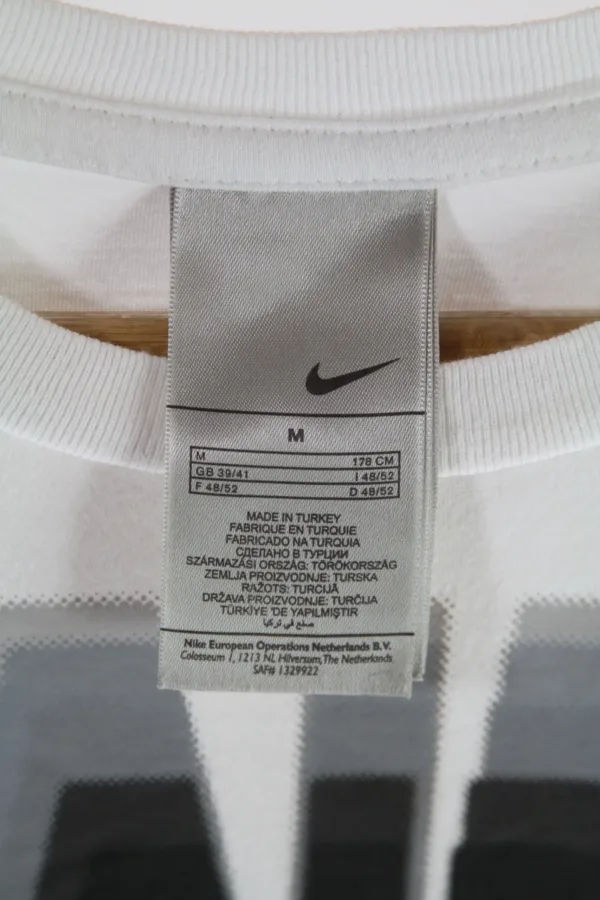 M
M 178 CM
GB 39/41 I 48/52
F 48/52 D 48/52
MADE IN TURKEY
FABRIQUE EN TURQUIE
FABRICADO NA TURQUIA
СДЕЛАНО В ТУРЦИИ
SZÁRMAZÁSI ORSZÁG: TÖRÖKORSZÁG
ZEMLJA PROIZVODNJE: TURSKA
RAŽOTS: TURCIJĀ
DRŽAVA PROIZVODNJE: TURČIJA
TÜRKİYE 'DE YAPILMIŞTIR
صنع في تركيا
Nike European Operations Netherlands B.V.
Colosseum 1, 1213 NL Hilversum, The Netherlands
SAF# 1329922